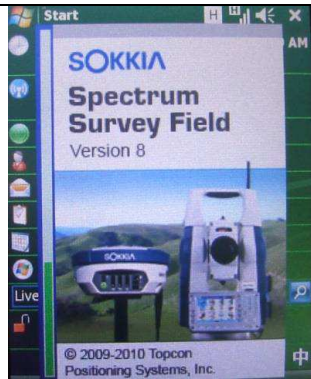 Start
H
H
AM
SOKKIA
Spectrum
Survey Field
Version 8
SOKKIA
Live
© 2009-2010 Topcon
Positioning Systems, Inc.
中